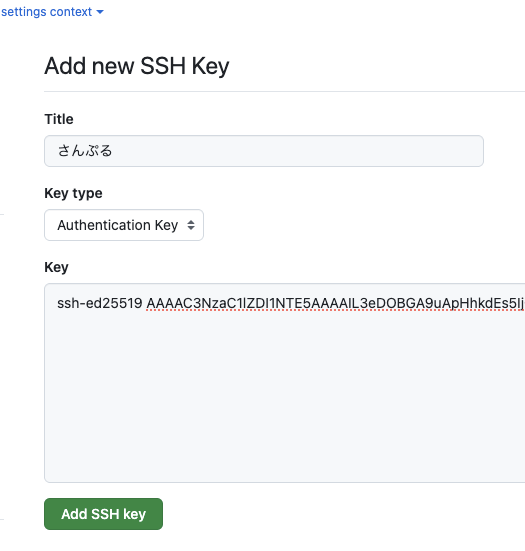 settings context
Add new SSH Key
Title
さんぷる
Key type
Authentication Key
Key
ssh-ed25519 AAAAC3NzaC1lZDI1NTE5AAAAIL3eDOBGA9uApHhkdEs5Ij
Add SSH key